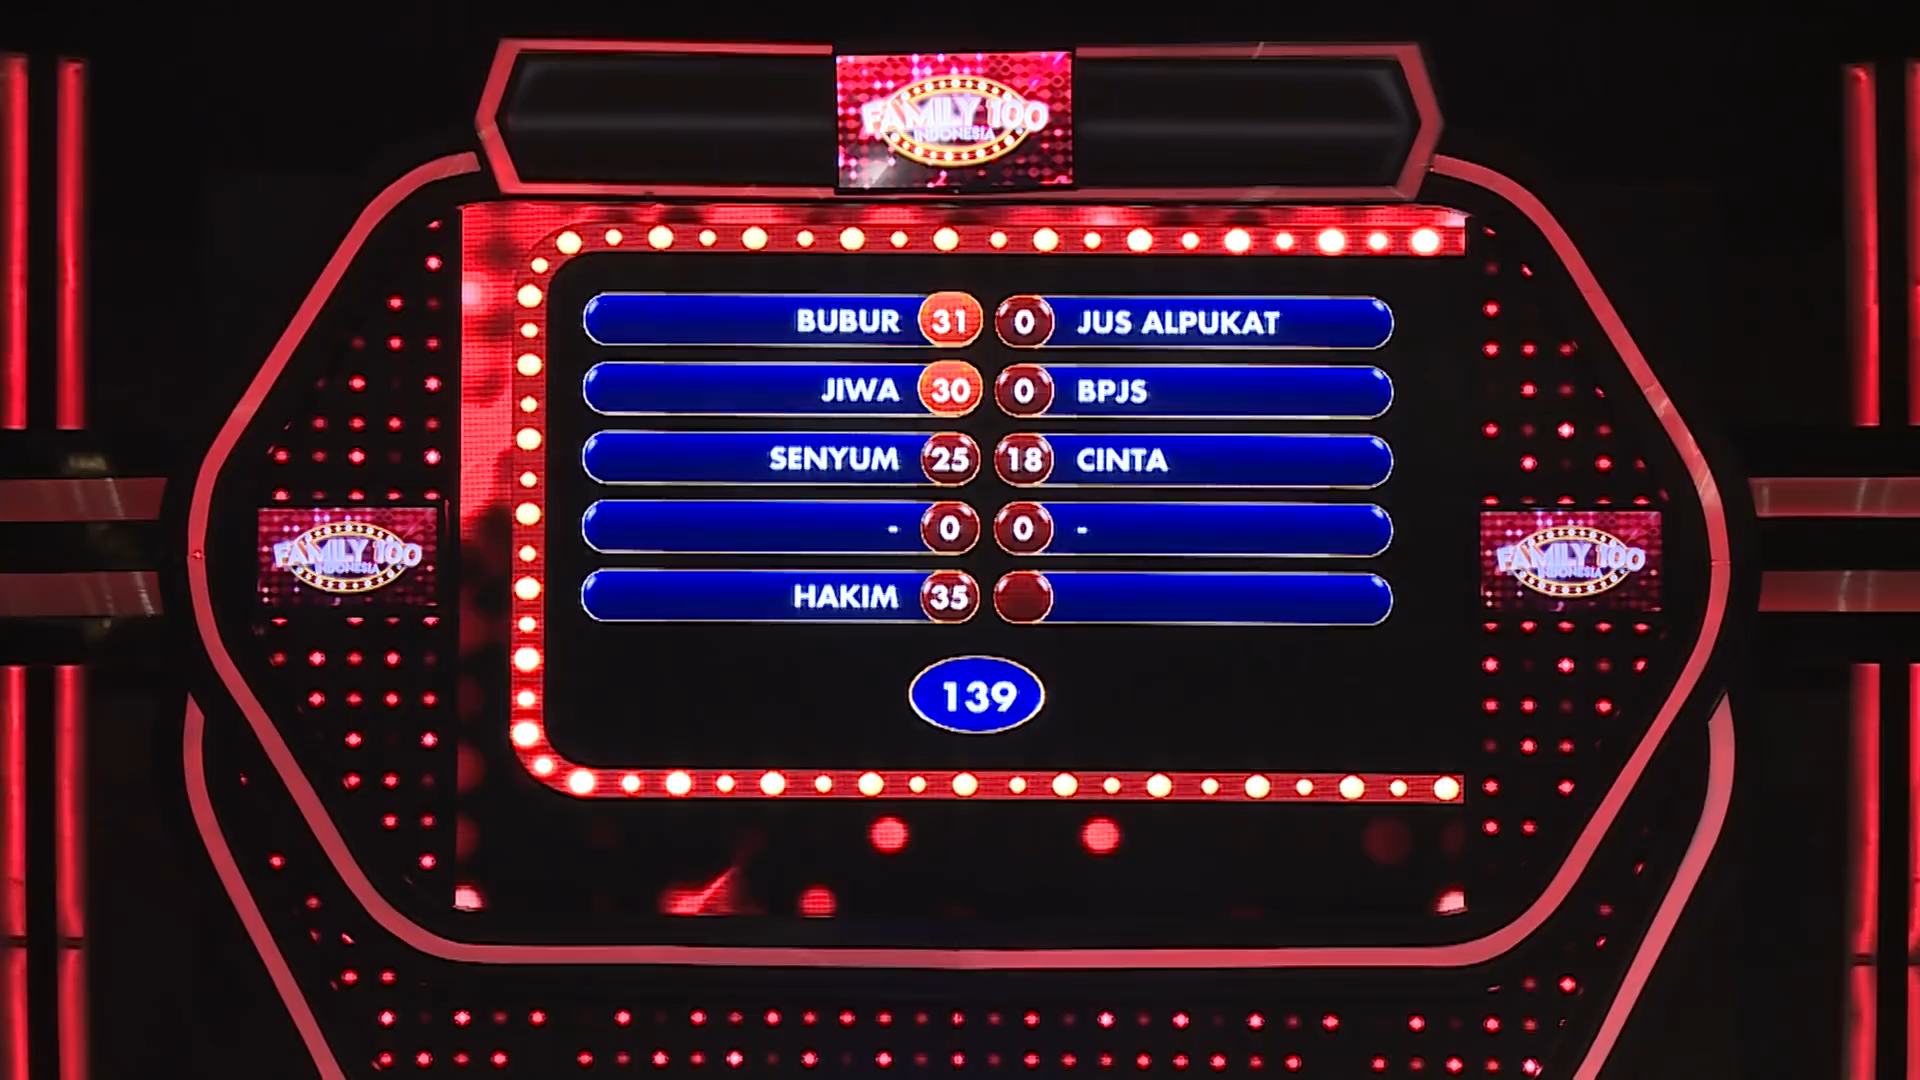 FAMILY 100
INDONESIA
BUBUR 31 0 JUS ALPUKAT
JIWA 30 0 BPJS
SENYUM 25 18 CINTA
- 0 0 -
HAKIM 35
139
FAMILY 100
INDONESIA
FAMILY 100
INDONESIA